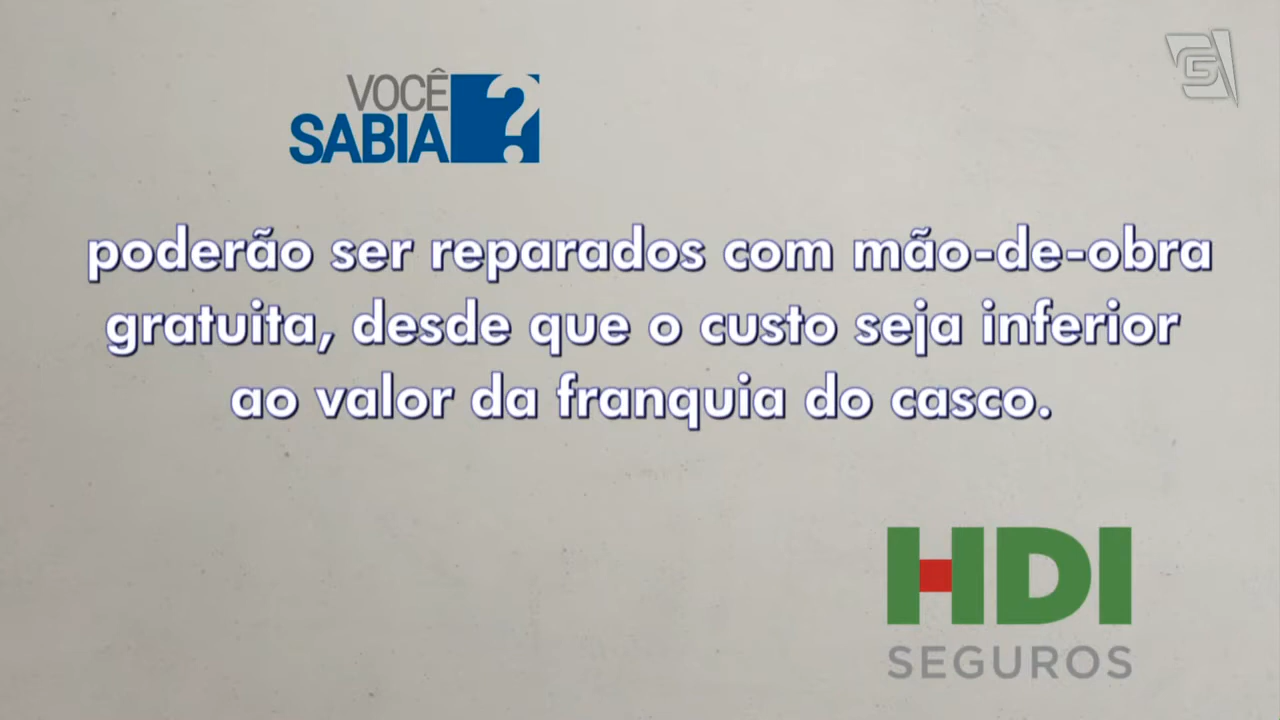 VOCÊ
SABIA?
poderão ser reparados com mão-de-obra
gratuita, desde que o custo seja inferior
ao valor da franquia do casco.
HDI
SEGUROS